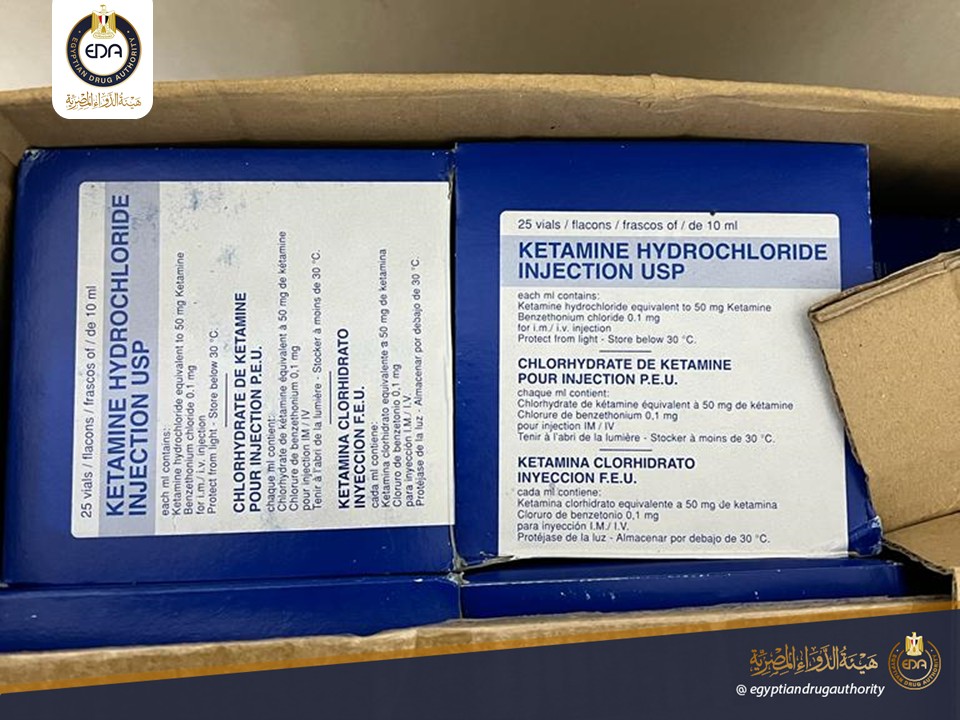 EDA
EGYPTIAN DRUG AUTHORITY
هيئة الدواء المصرية
25 vials / flacons / frascos of / de 10 ml
KETAMINE HYDROCHLORIDE
INJECTION USP
each ml contains:
Ketamine hydrochloride equivalent to 50 mg Ketamine
Benzethonium chloride 0.1 mg
for i.m./ i.v. injection
Protect from light - Store below 30 °C.
CHLORHYDRATE DE KETAMINE
POUR INJECTION P.E.U.
chaque ml contient:
Chlorhydrate de kétamine équivalent à 50 mg de kétamine
Chlorure de benzethonium 0,1 mg
pour injection IM / IV
Tenir à l'abri de la lumière - Stocker à moins de 30 °C.
KETAMINA CLORHIDRATO
INYECCION F.E.U.
cada ml contiene:
Ketamina clorhidrato equivalente a 50 mg de ketamina
Cloruro de benzetonio 0,1 mg
para inyección I.M./ I.V.
Protéjase de la luz - Almacenar por debajo de 30 °C.
25 vials / flacons / frascos of / de 10 ml
KETAMINE HYDROCHLORIDE
INJECTION USP
each ml contains:
Ketamine hydrochloride equivalent to 50 mg Ketamine
Benzethonium chloride 0.1 mg
for i.m./ i.v. injection
Protect from light - Store below 30 °C.
CHLORHYDRATE DE KETAMINE
POUR INJECTION P.E.U.
chaque ml contient:
Chlorhydrate de kétamine équivalent à 50 mg de kétamine
Chlorure de benzethonium 0,1 mg
pour injection IM / IV
Tenir à l'abri de la lumière - Stocker à moins de 30 °C.
KETAMINA CLORHIDRATO
INYECCION F.E.U.
cada ml contiene:
Ketamina clorhidrato equivalente a 50 mg de ketamina
Cloruro de benzetonio 0,1 mg
para inyección I.M./ I.V.
Protéjase de la luz - Almacenar por debajo de 30 °C.
هيئة الدواء المصرية
EDA
@ egyptiandrugauthority